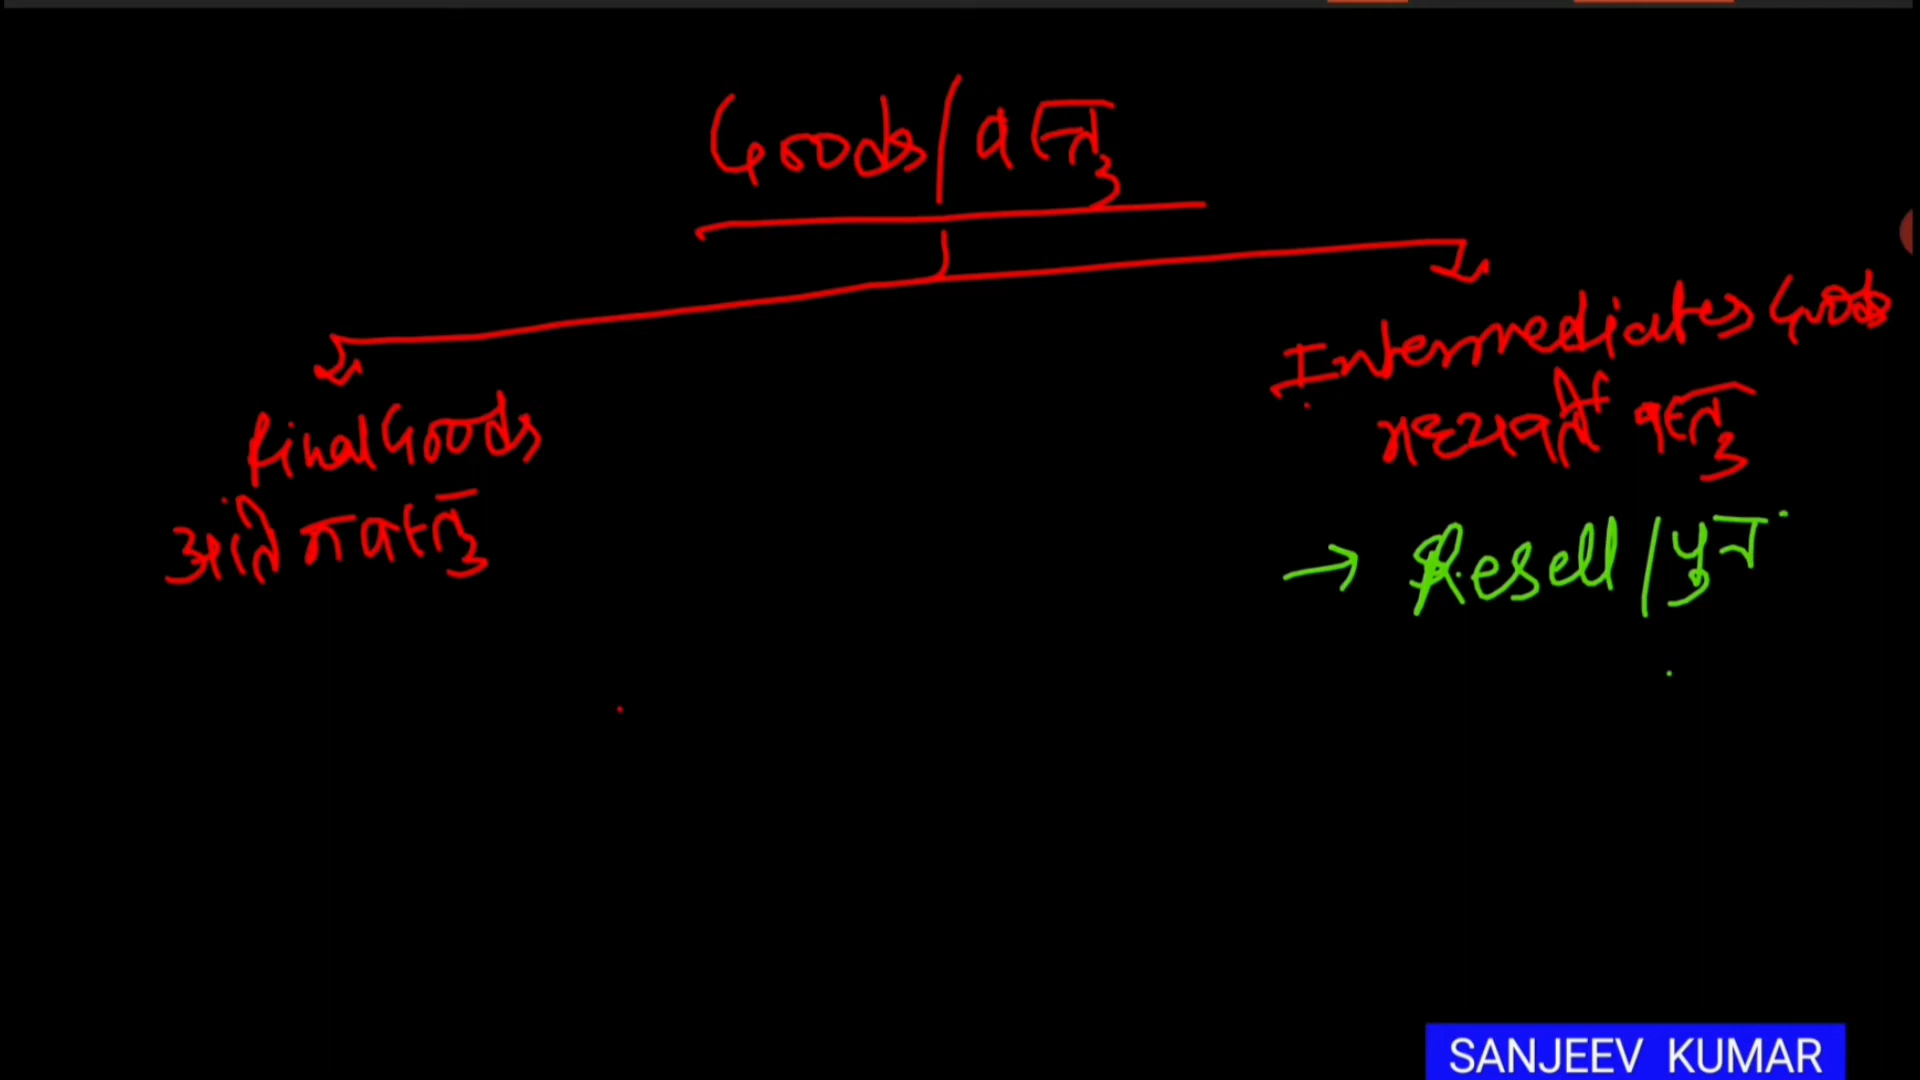 Goods/वस्तु
Final Goods
अंतिम वस्तु
Intermediates Goods
मध्यवर्ती वस्तु
→ Resell/पुन
SANJEEV KUMAR